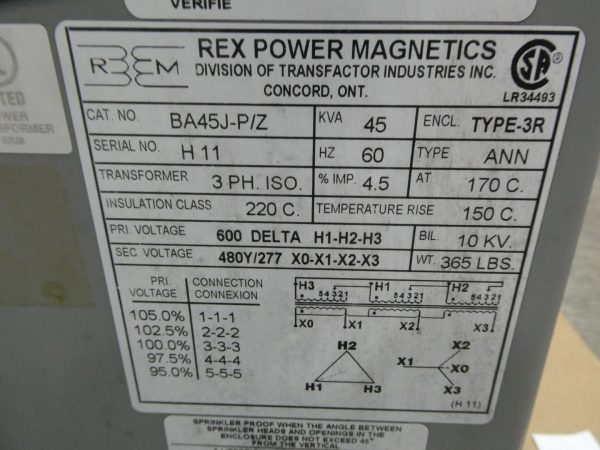 VERIFIE
REM
REX POWER MAGNETICS
DIVISION OF TRANSFACTOR INDUSTRIES INC.
CONCORD, ONT.
SA
LR34493
CAT. NO. BA45J-P/Z KVA 45 ENCL. TYPE-3R
SERIAL NO. H 11 HZ 60 TYPE ANN
TRANSFORMER 3 PH. ISO. % IMP. 4.5 AT 170 C.
INSULATION CLASS 220 C. TEMPERATURE RISE 150 C.
PRI. VOLTAGE 600 DELTA H1-H2-H3 BIL. 10 KV.
SEC. VOLTAGE 480Y/277 X0-X1-X2-X3 WT. 365 LBS.
PRI. VOLTAGE CONNECTION CONNEXION
105.0% 1-1-1
102.5% 2-2-2
100.0% 3-3-3
97.5% 4-4-4
95.0% 5-5-5
H3 H1 H2
54321 54321 54321
X0 X1 X2 X3
H2
H1 H3
X2
X1 X0
X3
(H 11)
SPRINKLER PROOF WHEN THE ANGLE BETWEEN
SPRINKLER HEADS AND OPENINGS IN THE
ENCLOSURE DOES NOT EXCEED 45°
FROM THE VERTICAL